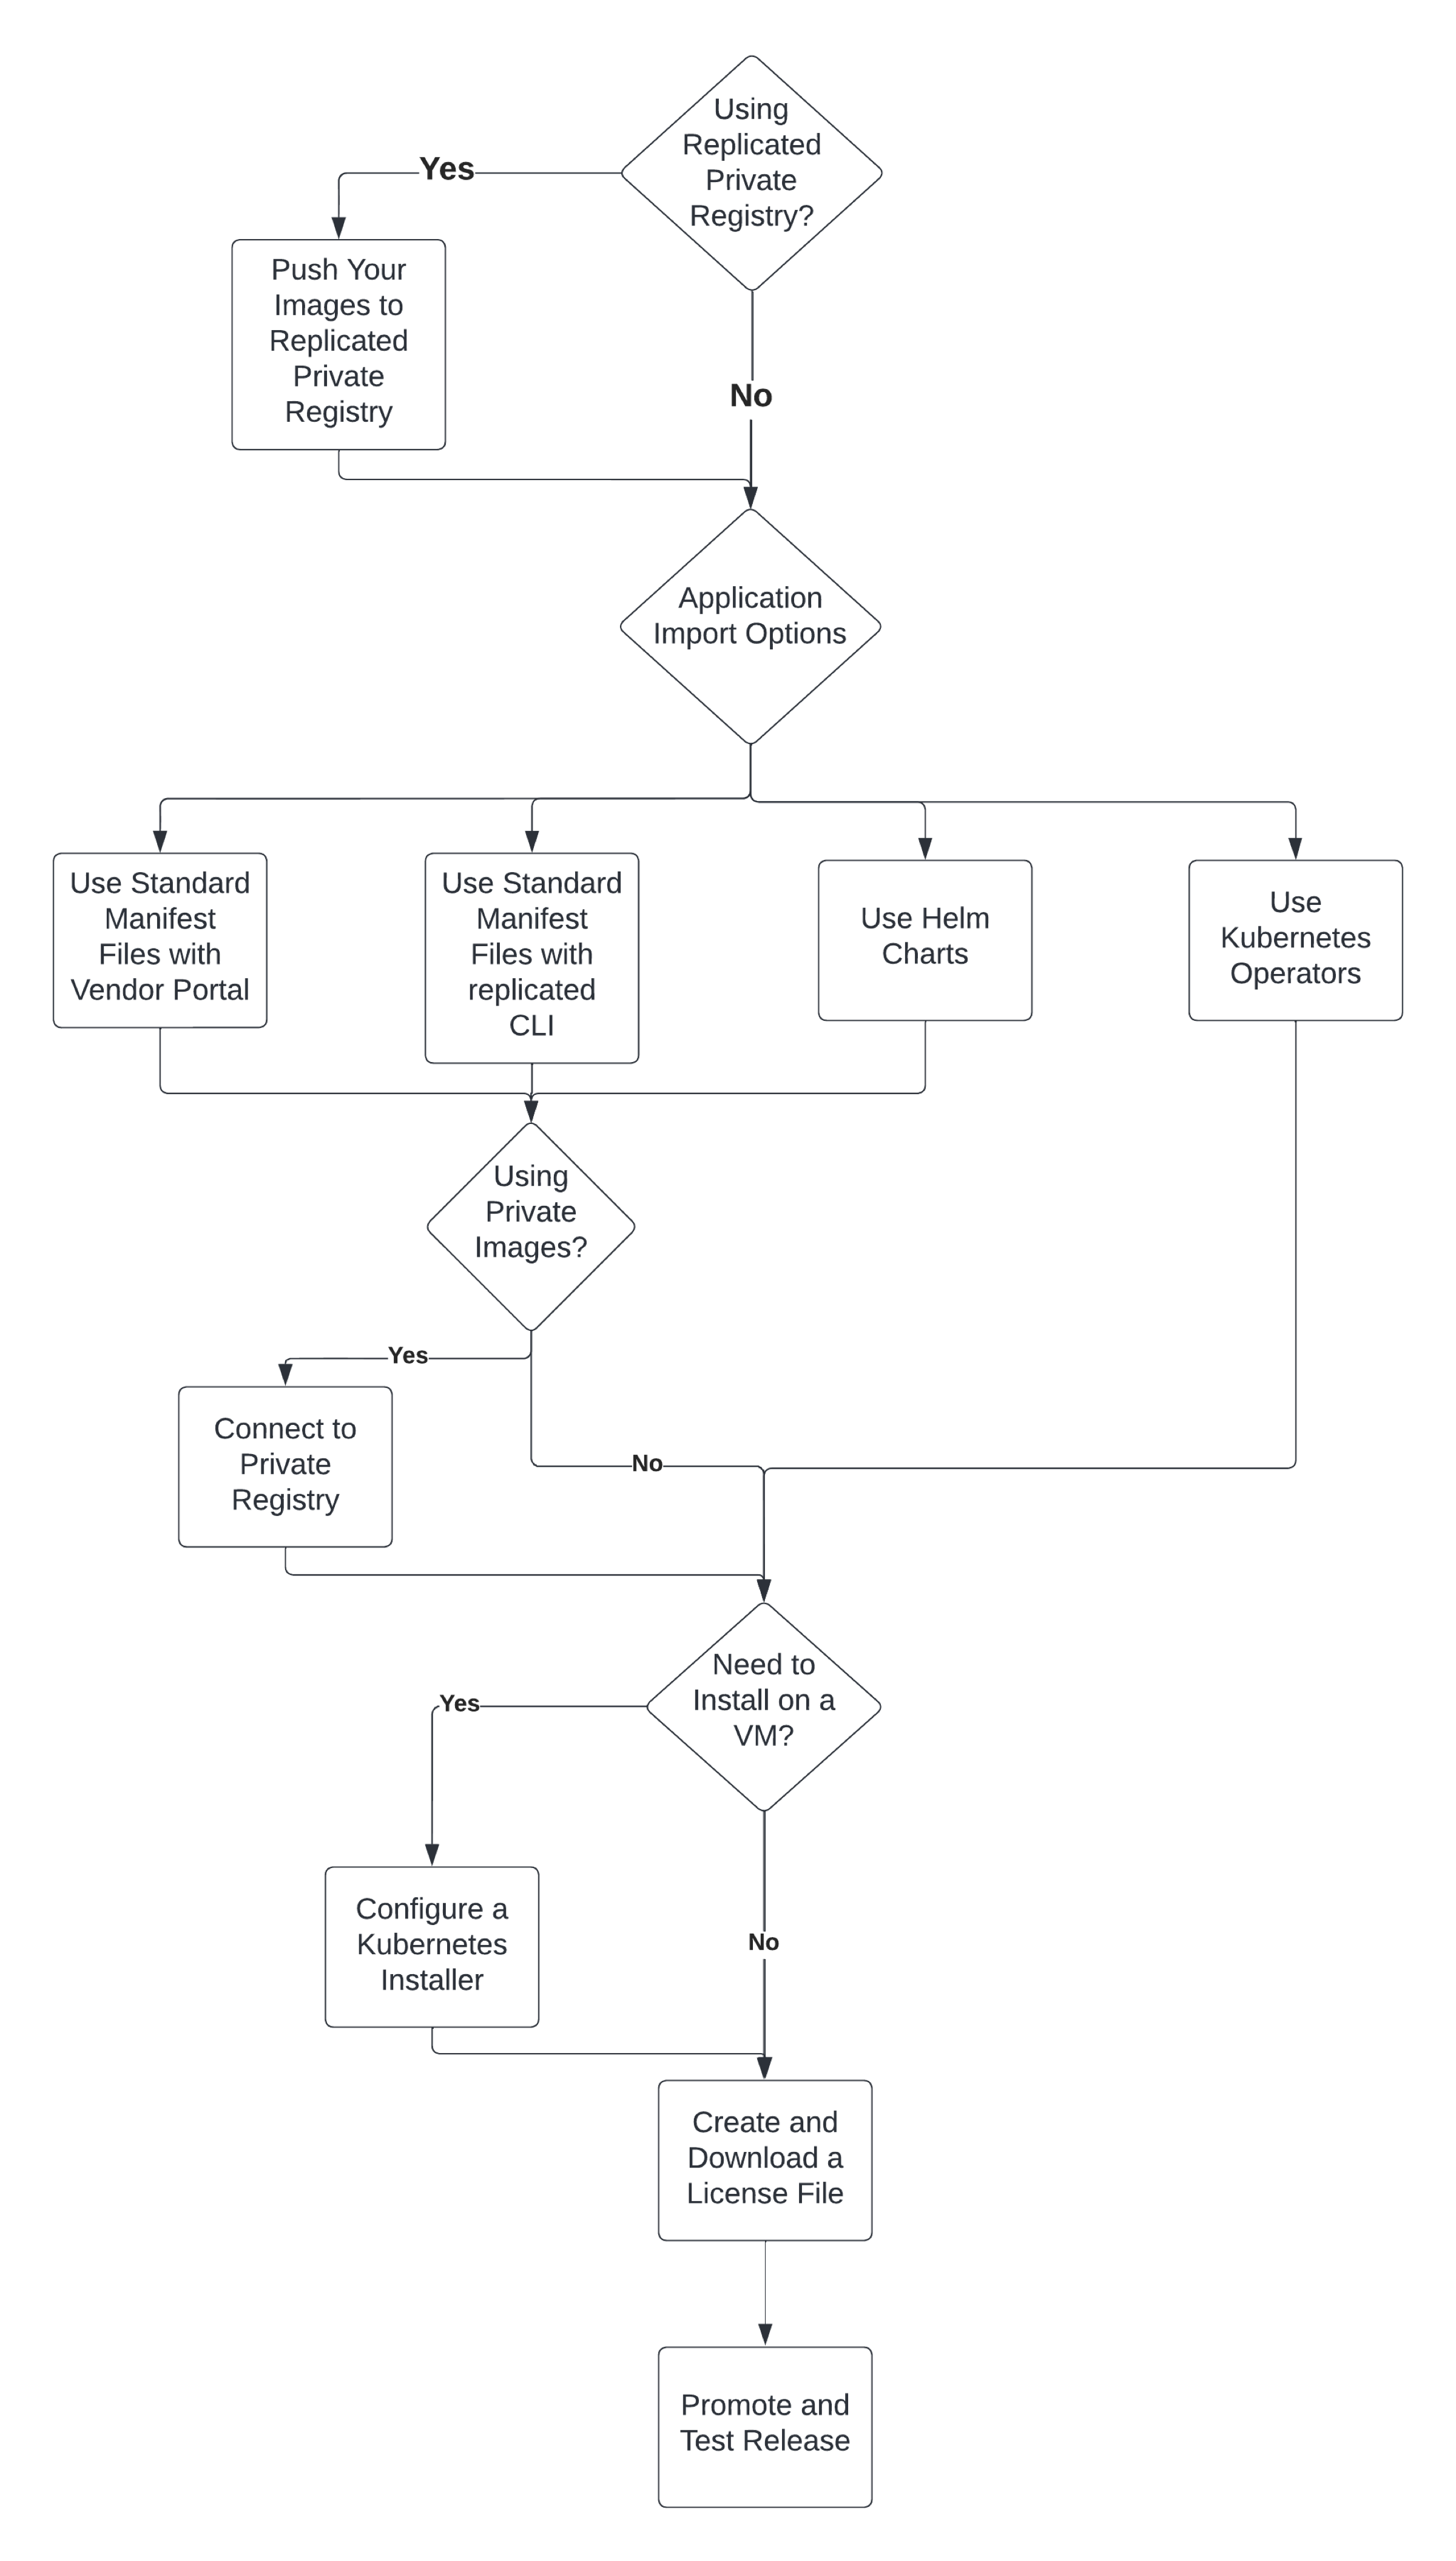 Using
Replicated
Private
Registry?
Yes
Push Your
Images to
Replicated
Private
Registry
No
Application
Import Options
Use Standard
Manifest
Files with
Vendor Portal
Use Standard
Manifest
Files with
replicated
CLI
Use Helm
Charts
Use
Kubernetes
Operators
Using
Private
Images?
Yes
Connect to
Private
Registry
No
Need to
Install on a
VM?
Yes
Configure a
Kubernetes
Installer
No
Create and
Download a
License File
Promote and
Test Release